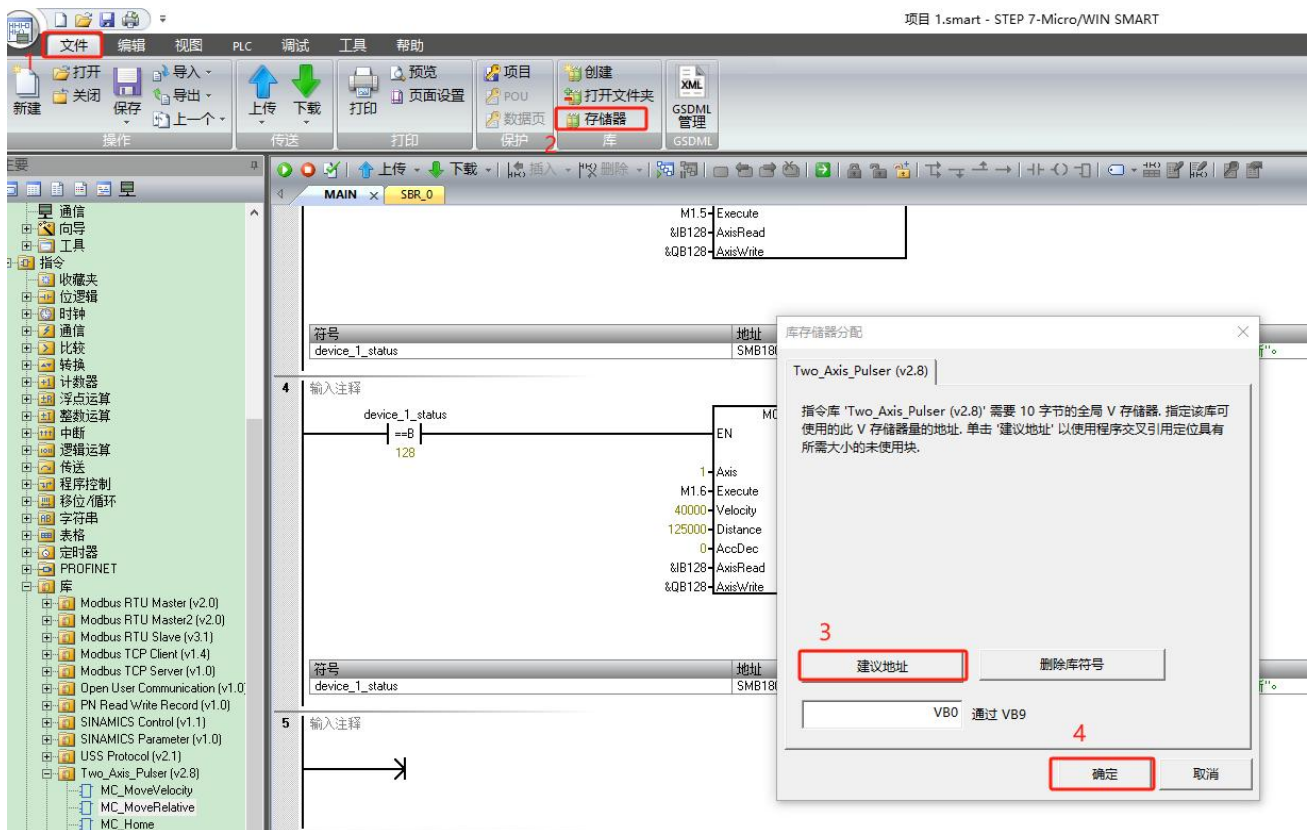 项目 1.smart - STEP 7-Micro/WIN SMART
文件 编辑 视图 PLC 调试 工具 帮助
1
新建
打开
关闭
保存
导入
导出
上一个
操作
上传 下载
传送
打印
预览
页面设置
打印
项目
POU
数据页
保护
创建
打开文件夹
存储器
2
库
XML
GSDML
管理
GSDML
主要
上传 下载 插入 删除
MAIN SBR_0
通信
向导
工具
指令
收藏夹
位逻辑
时钟
通信
比较
转换
计数器
浮点运算
整数运算
中断
逻辑运算
传送
程序控制
移位/循环
字符串
表格
定时器
PROFINET
库
Modbus RTU Master (v2.0)
Modbus RTU Master2 (v2.0)
Modbus RTU Slave (v3.1)
Modbus TCP Client (v1.4)
Modbus TCP Server (v1.0)
Open User Communication (v1.0
PN Read Write Record (v1.0)
SINAMICS Control (v1.1)
SINAMICS Parameter (v1.0)
USS Protocol (v2.1)
Two_Axis_Pulser (v2.8)
MC_MoveVelocity
MC_MoveRelative
MC_Home
M1.5 Execute
&IB128 AxisRead
&QB128 AxisWrite
符号 地址
device_1_status SMB180
4 输入注释
device_1_status
==B
128
MC
EN
1 Axis
M1.6 Execute
40000 Velocity
125000 Distance
0 AccDec
&IB128 AxisRead
&QB128 AxisWrite
符号 地址
device_1_status SMB180
5 输入注释
库存储器分配
Two_Axis_Pulser (v2.8)
指令库 'Two_Axis_Pulser (v2.8)' 需要 10 字节的全局 V 存储器. 指定该库可
使用的此 V 存储器量的地址. 单击 '建议地址' 以使用程序交叉引用定位具有
所需大小的未使用块.
3
建议地址 删除库符号
VB0 通过 VB9
4
确定 取消